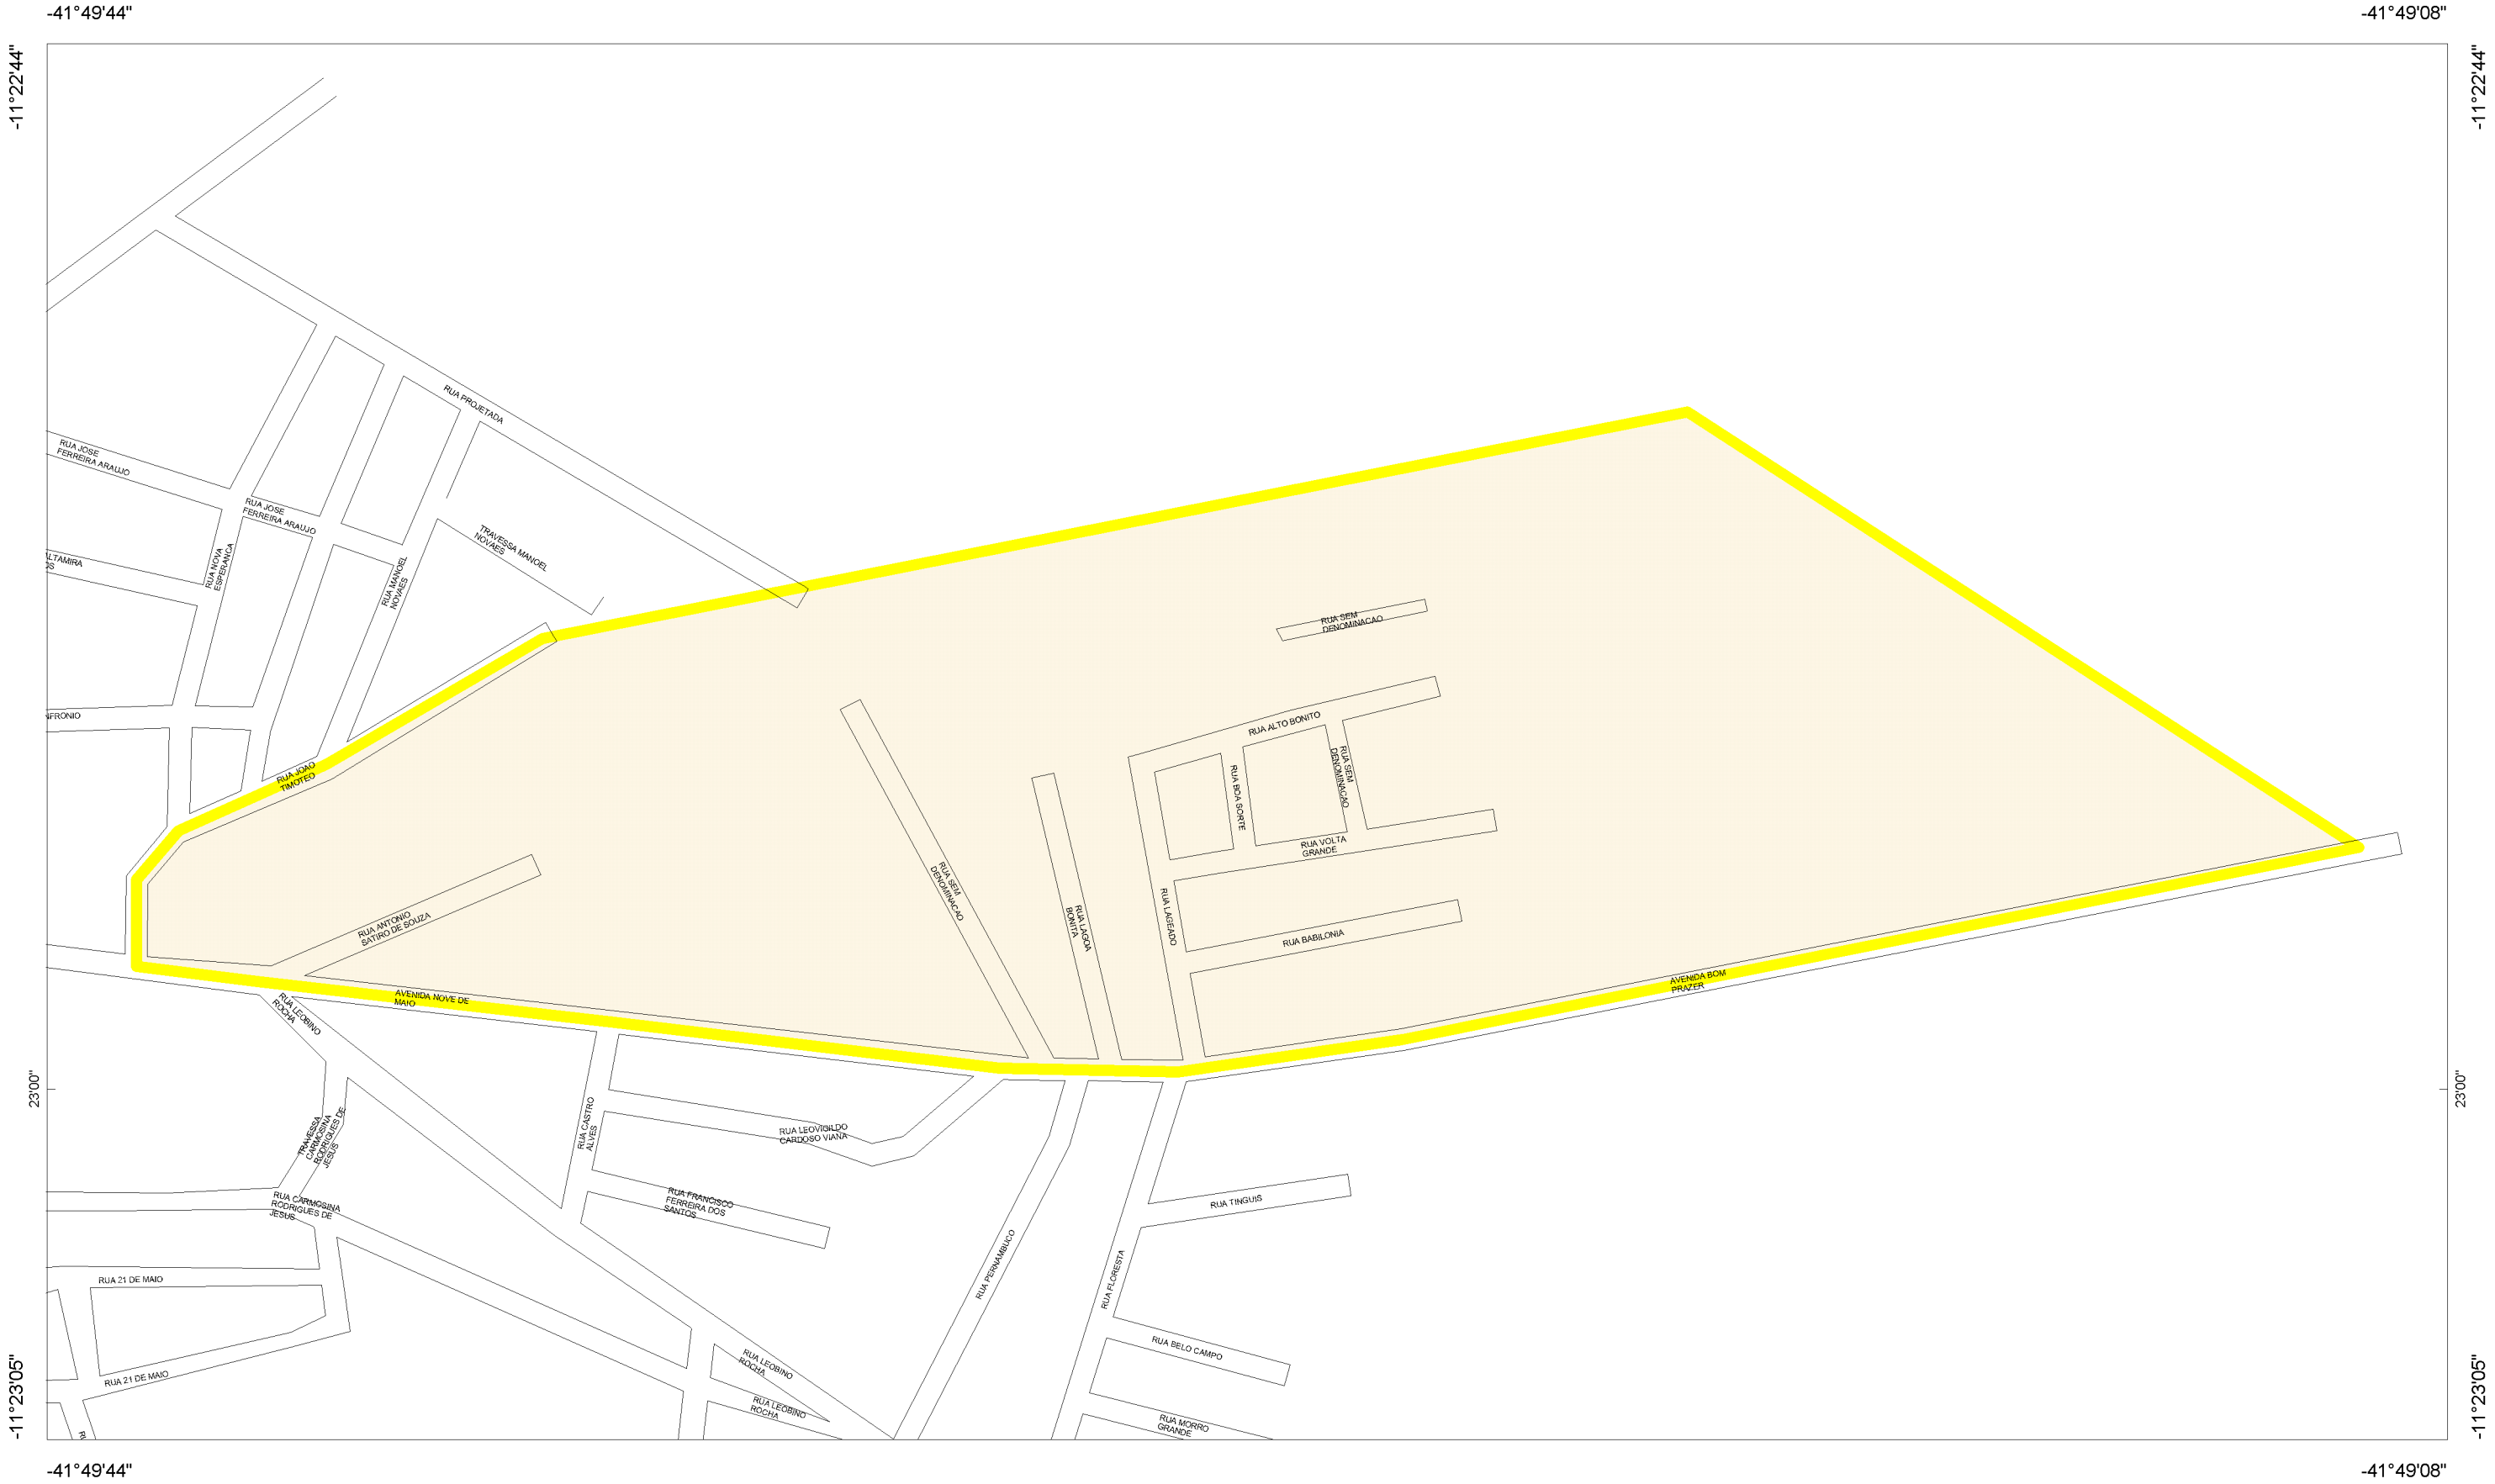 -41°49'44"
-41°49'08"
-11°22'44"
-11°22'44"
RUA PROJETADA
RUA JOSE
FERREIRA ARAUJO
RUA JOSE
FERREIRA ARAUJO
TRAVESSA MANOEL
NOVAES
ALTAMIRA
OS
RUA NOVA
ESPERANCA
RUA MANOEL
NOVAES
RUA SEM
DENOMINACAO
NFRONIO
RUA ALTO BONITO
RUA SEM
DENOMINACAO
RUA JOAO
TIMOTEO
RUA BOA SORTE
RUA VOLTA
GRANDE
RUA SEM
DENOMINACAO
RUA ANTONIO
SATIRO DE SOUZA
RUA LAGOA
BONITA
RUA LAGEADO
RUA BABILONIA
AVENIDA BOM
PRAZER
AVENIDA NOVE DE
MAIO
RUA LEOBINO
ROCHA
23'00"
23'00"
TRAVESSA
CARMOSINA
RODRIGUES DE
JESUS
RUA CASTRO
ALVES
RUA LEOVIGILDO
CARDOSO VIANA
RUA CARMOSINA
RODRIGUES DE
JESUS
RUA FRANCISCO
FERREIRA DOS
SANTOS
RUA TINGUIS
RUA PERNAMBUCO
RUA FLORESTA
RUA 21 DE MAIO
RUA BELO CAMPO
RUA LEOBINO
ROCHA
RUA 21 DE MAIO
RUA LEOBINO
ROCHA
RUA MORRO
GRANDE
-11°23'05"
-11°23'05"
-41°49'44"
-41°49'08"